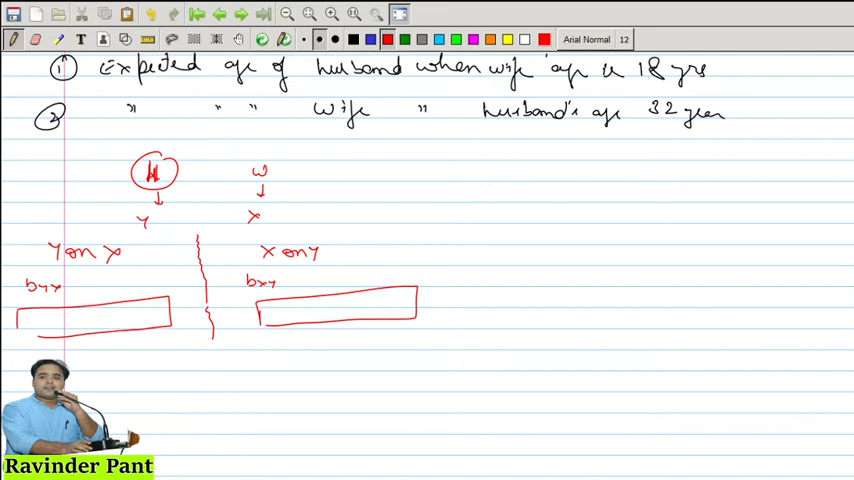 Arial Normal 12
① Expected age of husband when wife age is 18 yrs
② " " " wife " husband's age 32 year
H W
Y X
Y on X X on Y
byx bxy
Ravinder Pant